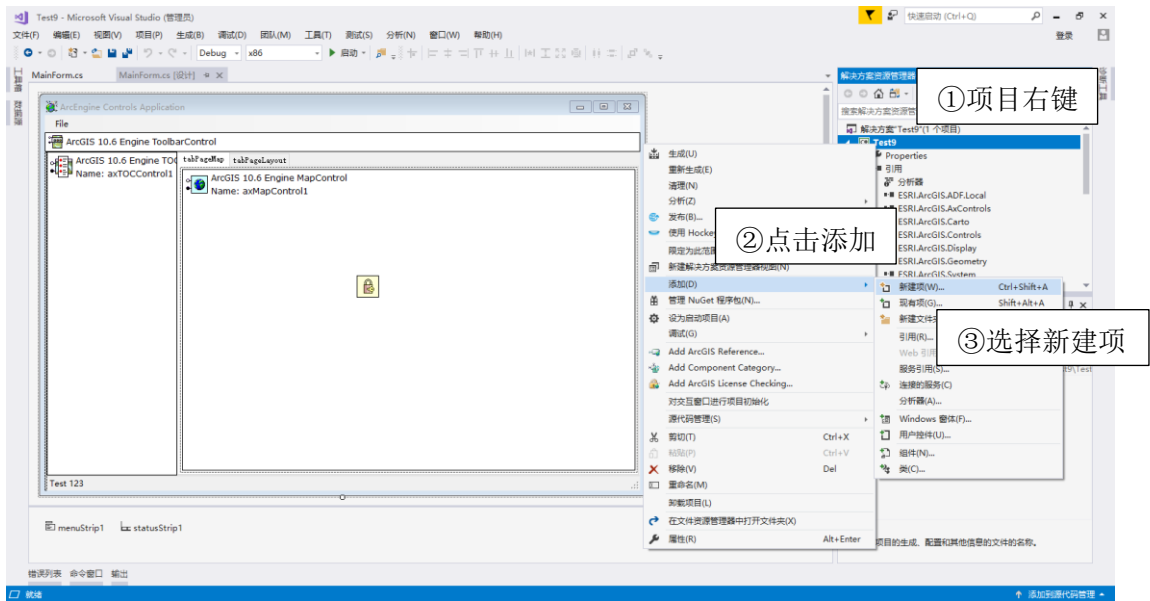 Test9 - Microsoft Visual Studio (管理员)
快速启动 (Ctrl+Q)
文件(F) 编辑(E) 视图(V) 项目(P) 生成(B) 调试(D) 团队(M) 工具(T) 测试(S) 分析(N) 窗口(W) 帮助(H)
登录
Debug x86 启动
工具箱
数据源
MainForm.cs MainForm.cs [设计]
解决方案资源管理器
诊断工具
①项目右键
ArcEngine Controls Application
File
ArcGIS 10.6 Engine ToolbarControl
ArcGIS 10.6 Engine TOC
Name: axTOCControl1
tabPageMap tabPageLayout
ArcGIS 10.6 Engine MapControl
Name: axMapControl1
Test 123
menuStrip1 statusStrip1
搜索解决方案资源管
解决方案"Test9"(1 个项目)
Test9
Properties
引用
分析器
ESRI.ArcGIS.ADF.Local
ESRI.ArcGIS.AxControls
ESRI.ArcGIS.Carto
ESRI.ArcGIS.Controls
ESRI.ArcGIS.Display
ESRI.ArcGIS.Geometry
ESRI.ArcGIS.System
生成(U)
重新生成(E)
清理(N)
分析(Z)
发布(B)...
使用 Hockey
②点击添加
限定为此范围
新建解决方案资源管理器视图(N)
添加(D)
管理 NuGet 程序包(N)...
设为启动项目(A)
调试(G)
Add ArcGIS Reference...
Add Component Category...
Add ArcGIS License Checking...
对交互窗口进行项目初始化
源代码管理(S)
剪切(T) Ctrl+X
粘贴(P) Ctrl+V
移除(V) Del
重命名(M)
卸载项目(L)
在文件资源管理器中打开文件夹(X)
属性(R) Alt+Enter
新建项(W)... Ctrl+Shift+A
现有项(G)... Shift+Alt+A
新建文件夹
③选择新建项
引用(R)...
Web 引用
服务引用(S)...
t9\Test
连接的服务(C)
分析器(A)...
Windows 窗体(F)...
用户控件(U)...
组件(N)...
类(C)...
项目的生成、配置和其他信息的文件的名称。
错误列表 命令窗口 输出
就绪
添加到源代码管理